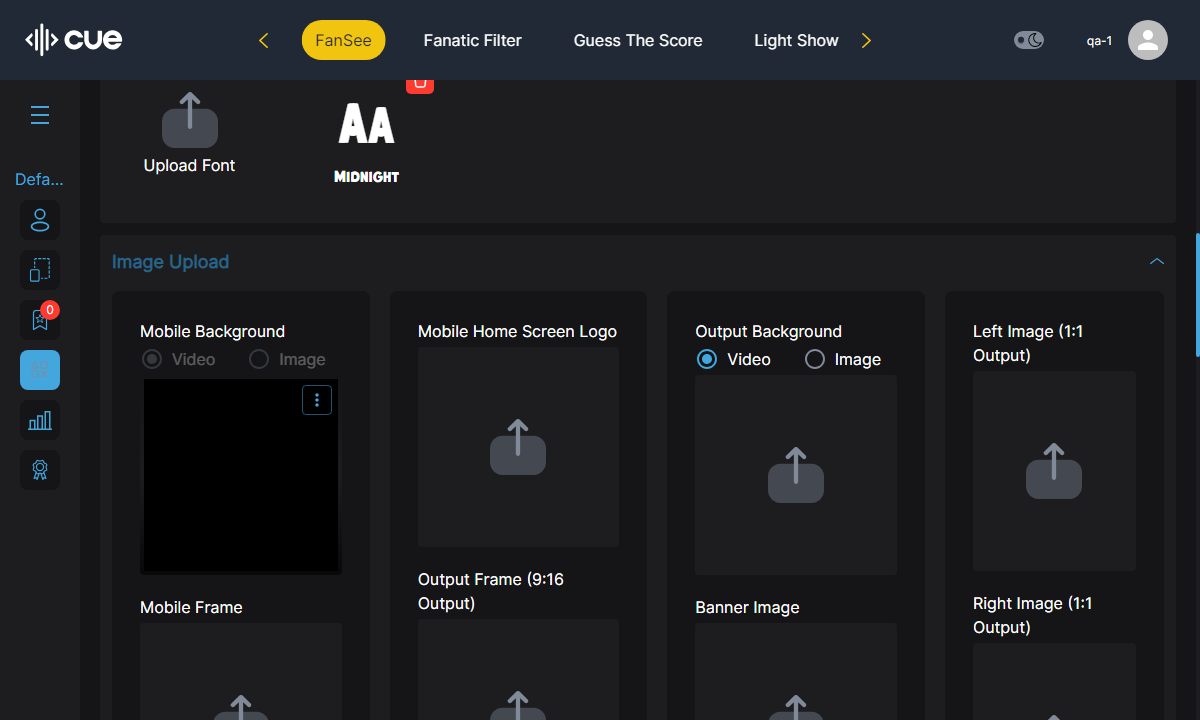 cue
FanSee
Fanatic Filter
Guess The Score
Light Show
qa-1
Defa...
0
Upload Font
AA
MIDNIGHT
Image Upload
Mobile Background
Video
Image
Mobile Frame
Mobile Home Screen Logo
Output Frame (9:16
Output)
Output Background
Video
Image
Banner Image
Left Image (1:1
Output)
Right Image (1:1
Output)